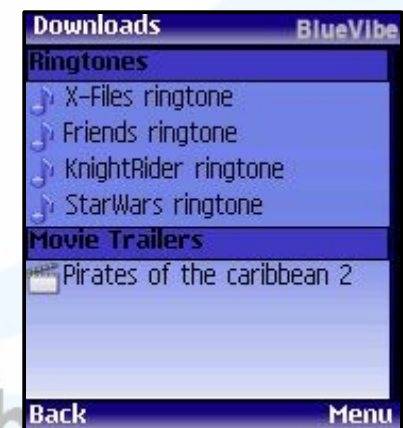 Downloads BlueVibe
Ringtones
X-Files ringtone
Friends ringtone
KnightRider ringtone
StarWars ringtone
Movie Trailers
Pirates of the caribbean 2
Back Menu